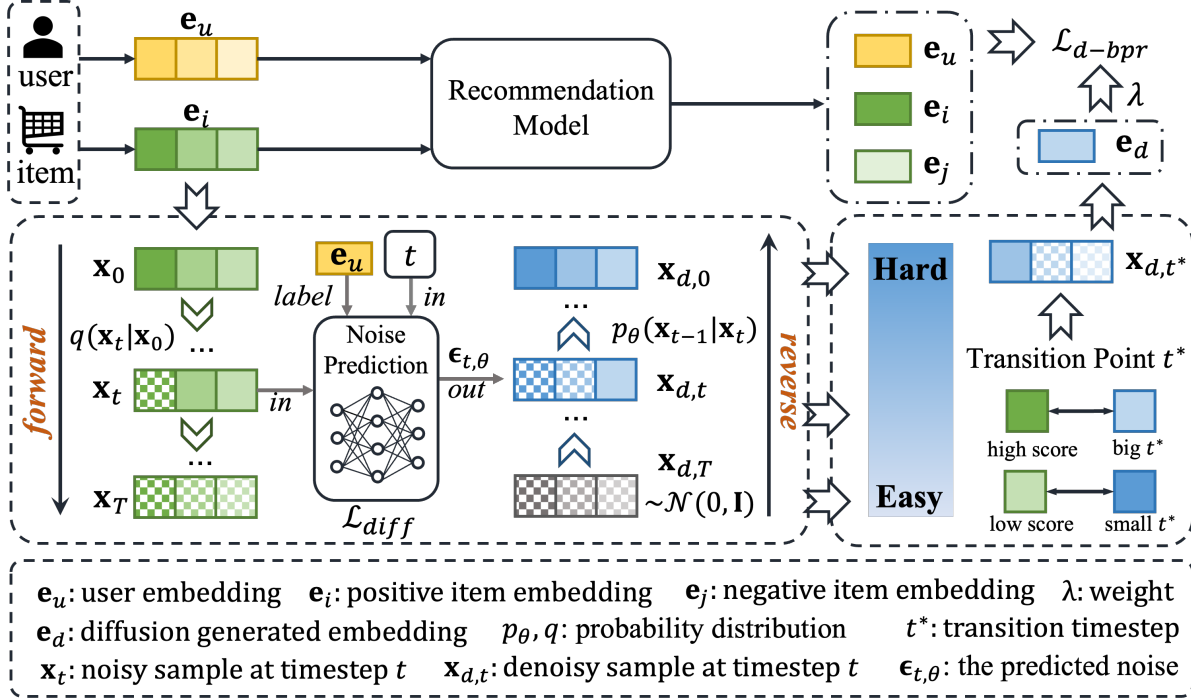 user
item
𝐞_u
𝐞_i
Recommendation
Model
𝐞_u
𝐞_i
𝐞_j
ℒ_{d-bpr}
λ
𝐞_d
forward
𝐱_0
q(𝐱_t|𝐱_0)
...
𝐱_t
...
𝐱_T
in
𝐞_u
t
label
in
Noise
Prediction
ℒ_{diff}
𝛜_{t,θ}
out
𝐱_{d,0}
...
p_θ(𝐱_{t-1}|𝐱_t)
𝐱_{d,t}
...
𝐱_{d,T}
~𝒩(0, 𝐈)
reverse
Hard
Easy
𝐱_{d,t*}
Transition Point t*
high score
big t*
low score
small t*
𝐞_u: user embedding 𝐞_i: positive item embedding 𝐞_j: negative item embedding λ: weight
𝐞_d: diffusion generated embedding p_θ, q: probability distribution t*: transition timestep
𝐱_t: noisy sample at timestep t 𝐱_{d,t}: denoisy sample at timestep t 𝛜_{t,θ}: the predicted noise